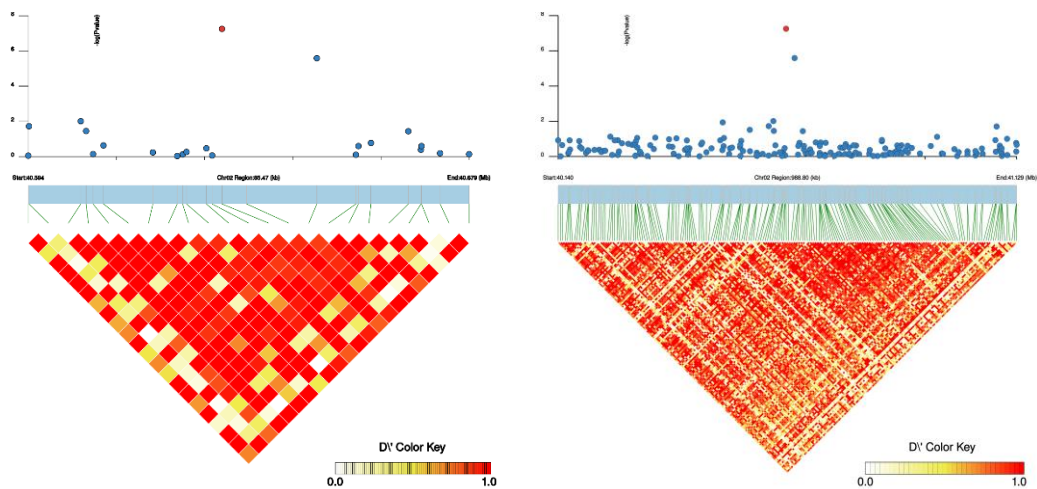 8
-log(Pvalue)
6
4
2
0
Start:40.594 Chr02 Region:85.47 (kb) End:40.679 (Mb)
D\' Color Key
0.0 1.0
8
-log(Pvalue)
6
4
2
0
Start:40.140 Chr02 Region:988.90 (kb) End:41.129 (Mb)
D\' Color Key
0.0 1.0